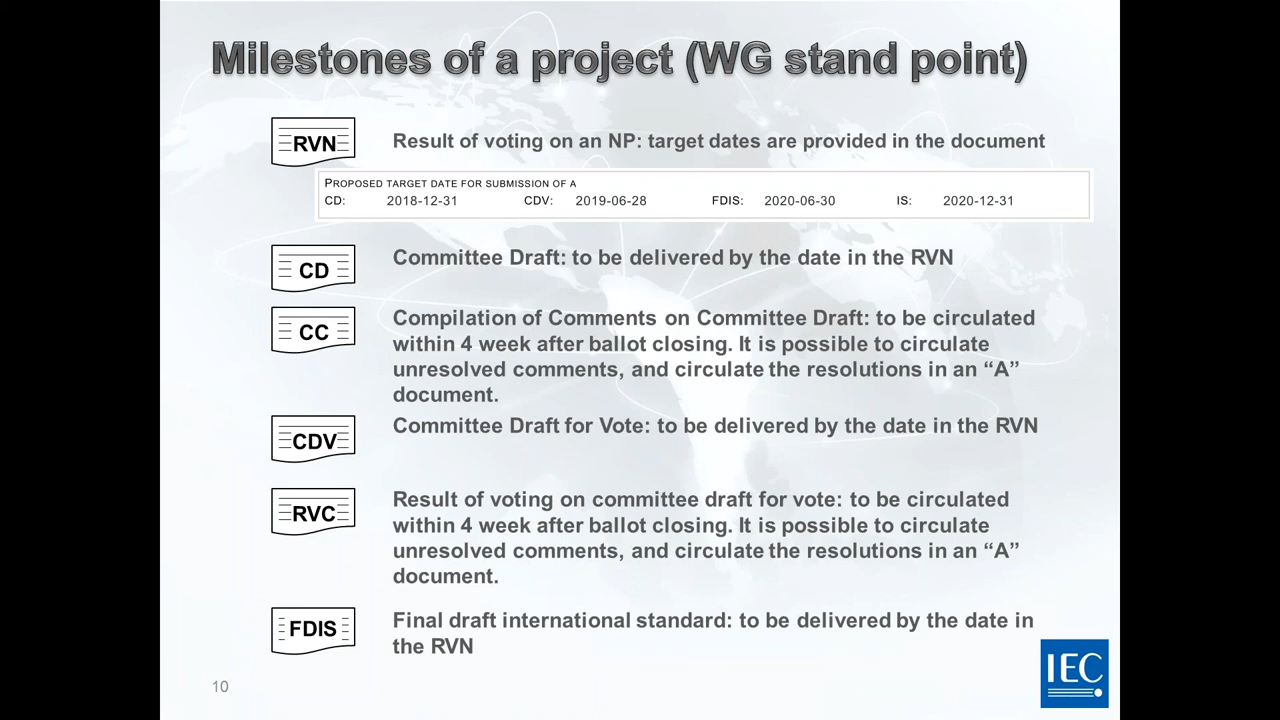 Milestones of a project (WG stand point)
RVN
Result of voting on an NP: target dates are provided in the document
PROPOSED TARGET DATE FOR SUBMISSION OF A
CD: 2018-12-31 CDV: 2019-06-28 FDIS: 2020-06-30 IS: 2020-12-31
CD
Committee Draft: to be delivered by the date in the RVN
CC
Compilation of Comments on Committee Draft: to be circulated
within 4 week after ballot closing. It is possible to circulate
unresolved comments, and circulate the resolutions in an “A”
document.
CDV
Committee Draft for Vote: to be delivered by the date in the RVN
RVC
Result of voting on committee draft for vote: to be circulated
within 4 week after ballot closing. It is possible to circulate
unresolved comments, and circulate the resolutions in an “A”
document.
FDIS
Final draft international standard: to be delivered by the date in
the RVN
10
IEC